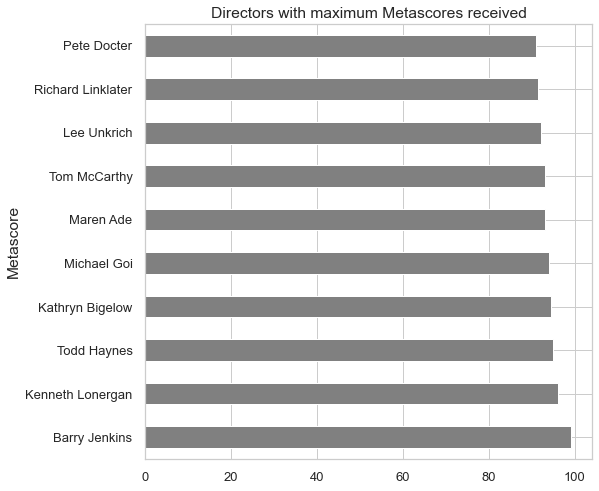 Directors with maximum Metascores received
Pete Docter
Richard Linklater
Lee Unkrich
Tom McCarthy
Maren Ade
Michael Goi
Kathryn Bigelow
Todd Haynes
Kenneth Lonergan
Barry Jenkins
Metascore
0 20 40 60 80 100